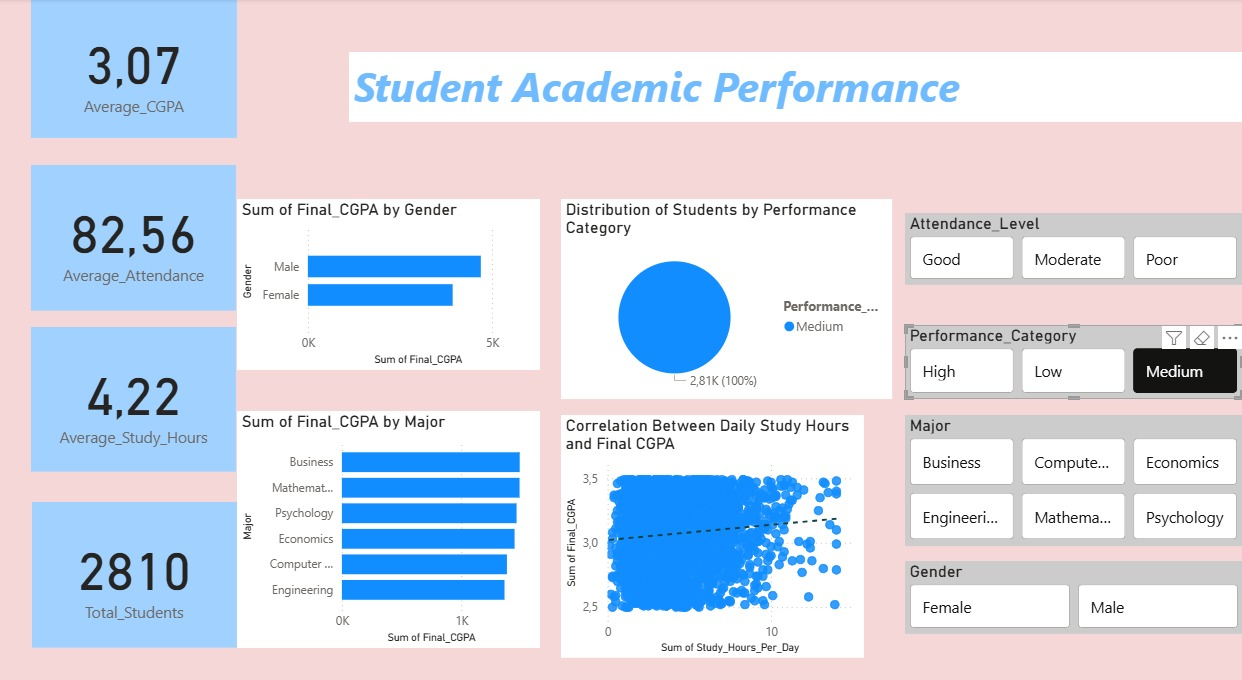 3,07
Average_CGPA
Student Academic Performance
82,56
Average_Attendance
4,22
Average_Study_Hours
2810
Total_Students
Sum of Final_CGPA by Gender
Gender
Male
Female
0K
5K
Sum of Final_CGPA
Sum of Final_CGPA by Major
Major
Business
Mathemat...
Psychology
Economics
Computer ...
Engineering
0K
1K
Sum of Final_CGPA
Distribution of Students by Performance
Category
Performance_...
Medium
2,81K (100%)
Correlation Between Daily Study Hours
and Final CGPA
Sum of Final_CGPA
3,5
3,0
2,5
0
10
Sum of Study_Hours_Per_Day
Attendance_Level
Good
Moderate
Poor
Performance_Category
High
Low
Medium
Major
Business
Compute...
Economics
Engineeri...
Mathema...
Psychology
Gender
Female
Male